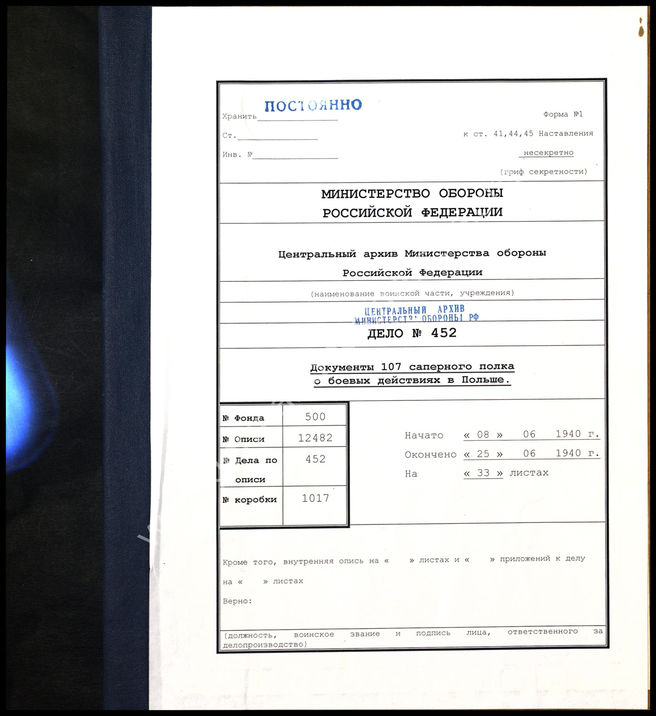 ПОСТОЯННО
Хранить
Форма №1
Ст.
к ст. 41,44,45 Наставления
Инв. №
несекретно
(гриф секретности)
МИНИСТЕРСТВО ОБОРОНЫ
РОССИЙСКОЙ ФЕДЕРАЦИИ
Центральный архив Министерства обороны
Российской Федерации
(наименование воинской части, учреждения)
ЦЕНТРАЛЬНЫЙ АРХИВ
МИНИСТЕРСТВ ОБОРОНЫ РФ
ДЕЛО № 452
Документы 107 саперного полка
о боевых действиях в Польше.
№ Фонда 500
№ Описи 12482
№ Дела по 452
описи
№ коробки 1017
Начато « 08 » 06 1940 г.
Окончено « 25 » 06 1940 г.
На « 33 » листах
Кроме того, внутренняя опись на « » листах и « » приложений к делу
на « » листах
Верно:
(должность, воинское звание и подпись лица, ответственного за
делопроизводство)